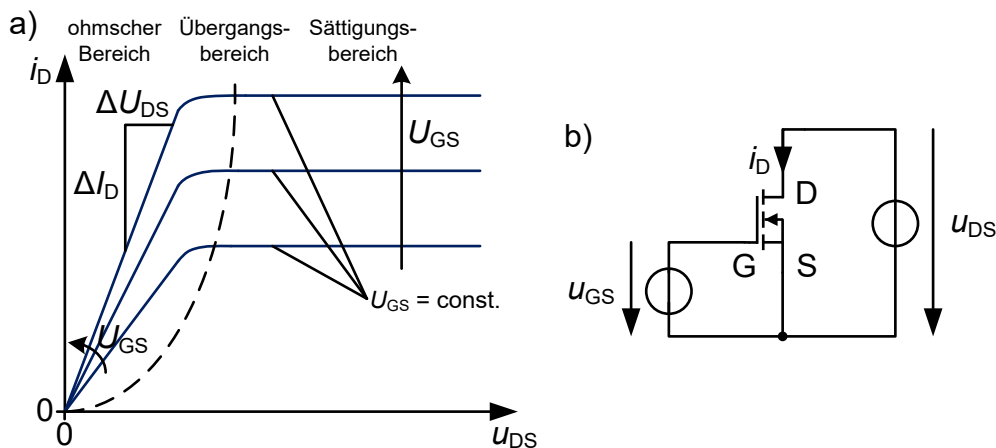 a)
ohmscher
Bereich
Übergangs-
bereich
Sättigungs-
bereich
iD
ΔUDS
ΔID
UGS
UGS = const.
UGS
0
0
uDS
b)
iD
D
G
S
uGS
uDS